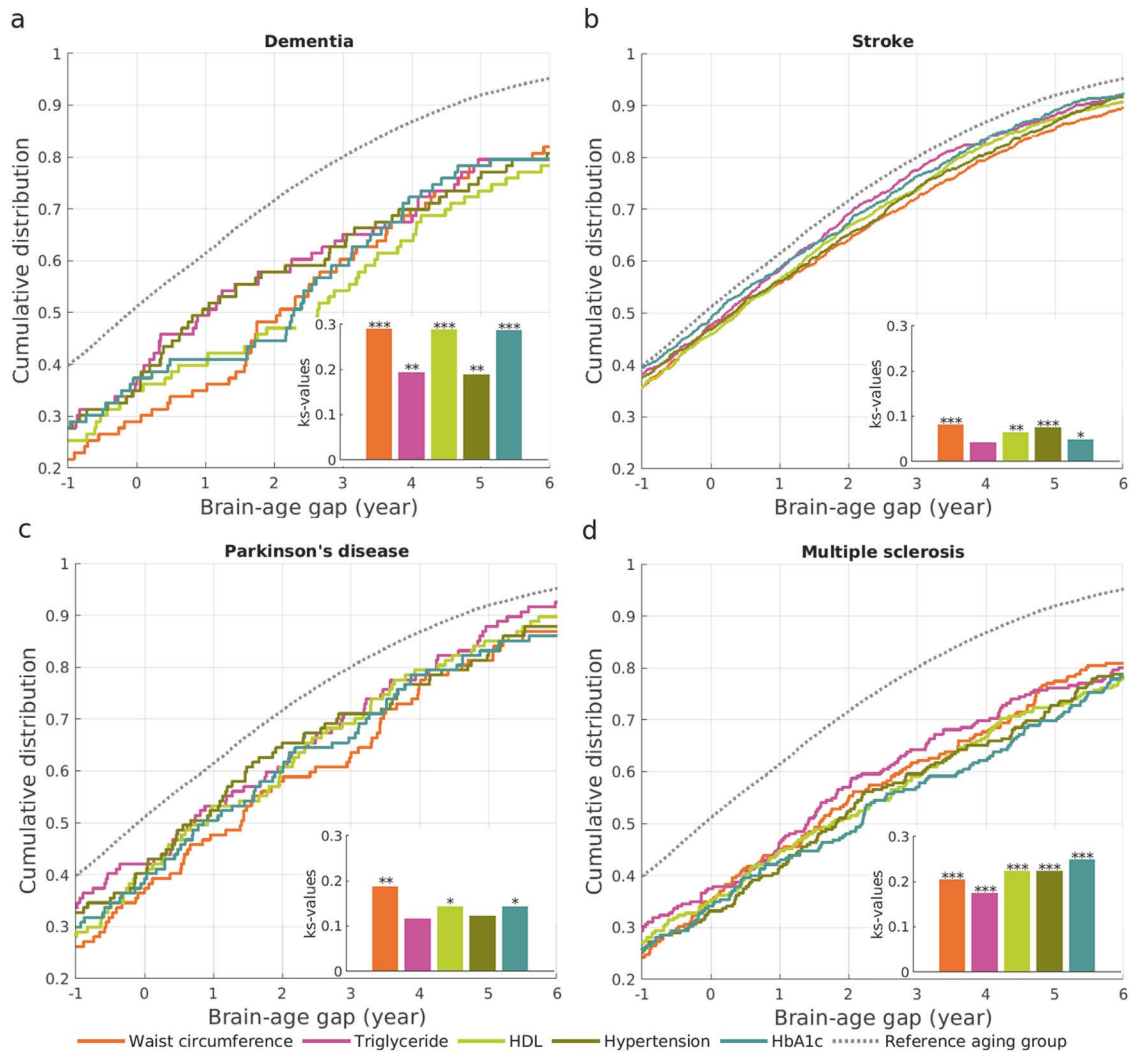 a
Dementia
1
0.9
0.8
0.7
0.6
0.5
0.4
0.3
0.2
Cumulative distribution
-1 0 1 2 3 4 5 6
Brain-age gap (year)
0.3
0.2
0.1
0
ks-values
*** ** *** ** ***
b
Stroke
1
0.9
0.8
0.7
0.6
0.5
0.4
0.3
0.2
Cumulative distribution
-1 0 1 2 3 4 5 6
Brain-age gap (year)
0.3
0.2
0.1
0
ks-values
*** ** *** *
c
Parkinson's disease
1
0.9
0.8
0.7
0.6
0.5
0.4
0.3
0.2
Cumulative distribution
-1 0 1 2 3 4 5 6
Brain-age gap (year)
0.3
0.2
0.1
0
ks-values
** * *
d
Multiple sclerosis
1
0.9
0.8
0.7
0.6
0.5
0.4
0.3
0.2
Cumulative distribution
-1 0 1 2 3 4 5 6
Brain-age gap (year)
0.3
0.2
0.1
0
ks-values
*** *** *** *** ***
Waist circumference Triglyceride HDL Hypertension HbA1c Reference aging group